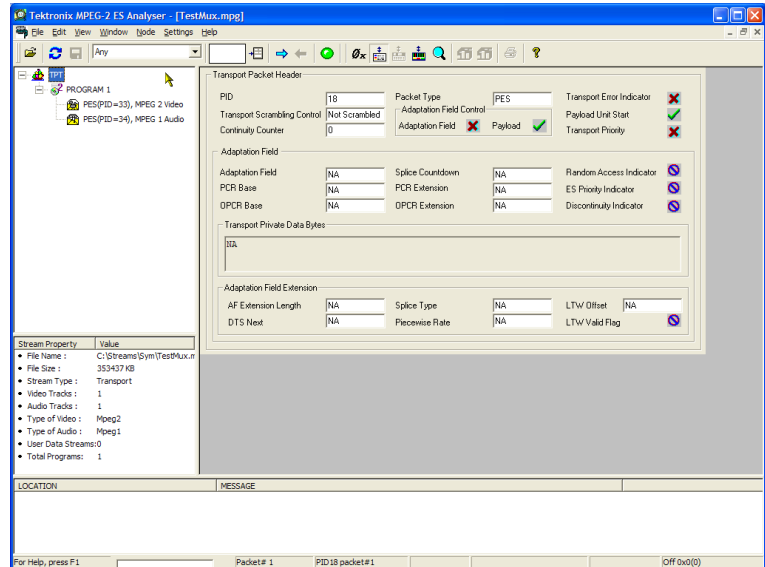 Tektronix MPEG-2 ES Analyser - [TestMux.mpg]
File Edit View Window Node Settings Help
Any
0x
TPT
PROGRAM 1
PES(PID=33), MPEG 2 Video
PES(PID=34), MPEG 1 Audio
Transport Packet Header
PID 18 Packet Type PES Transport Error Indicator
Adaptation Field Control
Transport Scrambling Control Not Scrambled Adaptation Field Payload Payload Unit Start
Continuity Counter 0 Transport Priority
Adaptation Field
Adaptation Field NA Splice Countdown NA Random Access Indicator
PCR Base NA PCR Extension NA ES Priority Indicator
OPCR Base NA OPCR Extension NA Discontinuity Indicator
Transport Private Data Bytes
NA
Adaptation Field Extension
AF Extension Length NA Splice Type NA LTW Offset NA
DTS Next NA Piecewise Rate NA LTW Valid Flag
Stream Property Value
File Name : C:\Streams\Sym\TestMux.m
File Size : 353437 KB
Stream Type : Transport
Video Tracks : 1
Audio Tracks : 1
Type of Video : Mpeg2
Type of Audio : Mpeg1
User Data Streams:0
Total Programs: 1
LOCATION MESSAGE
For Help, press F1 Packet# 1 PID18 packet#1 Off 0x0(0)